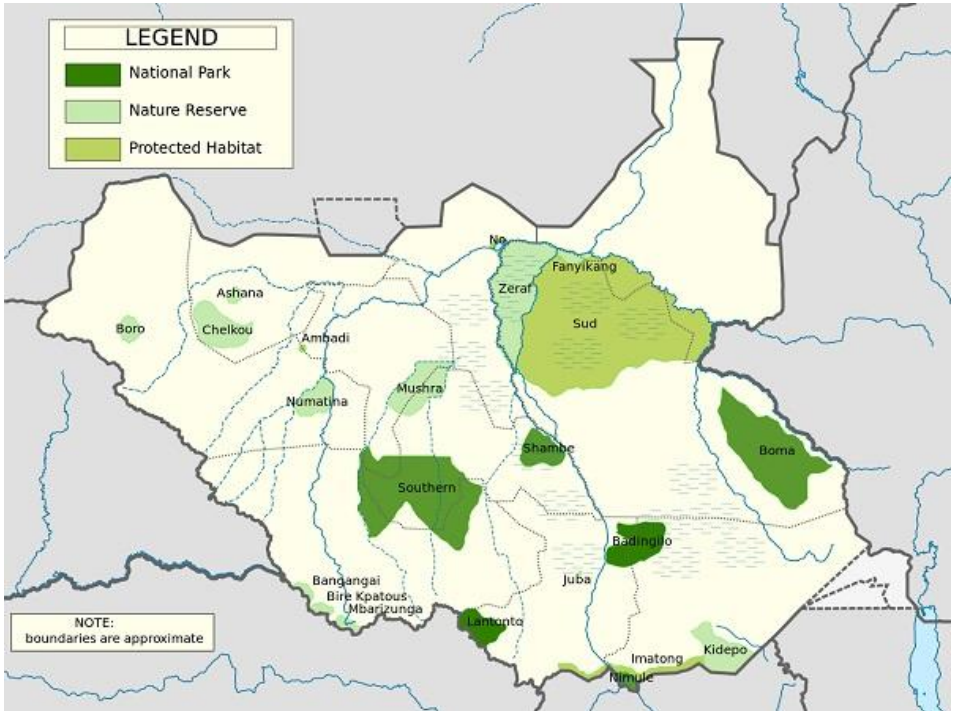 LEGEND
National Park
Nature Reserve
Protected Habitat
No
Fanyikang
Zeraf
Ashana
Sud
Boro
Chelkou
Ambadi
Mushra
Numatina
Shambe
Boma
Southern
Badingilo
Juba
Bangangai
Bire Kpatous
Mbarizunga
Lantonto
NOTE:
boundaries are approximate
Kidepo
Imatong
Nimule